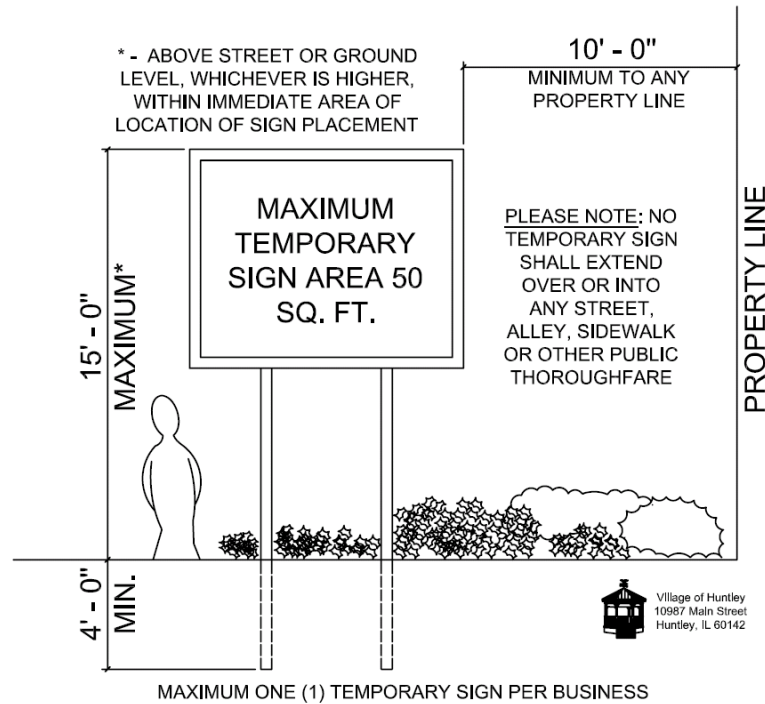 * - ABOVE STREET OR GROUND
LEVEL, WHICHEVER IS HIGHER,
WITHIN IMMEDIATE AREA OF
LOCATION OF SIGN PLACEMENT
10' - 0"
MINIMUM TO ANY
PROPERTY LINE
MAXIMUM
TEMPORARY
SIGN AREA 50
SQ. FT.
PLEASE NOTE: NO
TEMPORARY SIGN
SHALL EXTEND
OVER OR INTO
ANY STREET,
ALLEY, SIDEWALK
OR OTHER PUBLIC
THOROUGHFARE
PROPERTY LINE
15' - 0"
MAXIMUM*
4' - 0"
MIN.
Village of Huntley
10987 Main Street
Huntley, IL 60142
MAXIMUM ONE (1) TEMPORARY SIGN PER BUSINESS